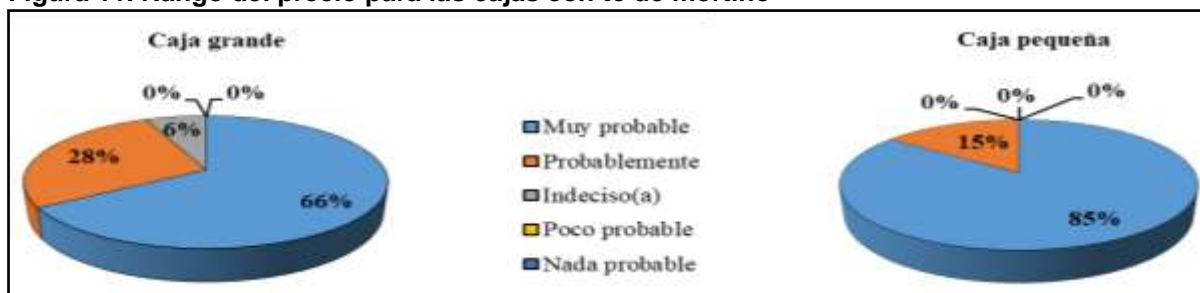 Caja grande
0%
0%
6%
28%
66%
Muy probable
Probablemente
Indeciso(a)
Poco probable
Nada probable
Caja pequeña
0%
0%
0%
15%
85%